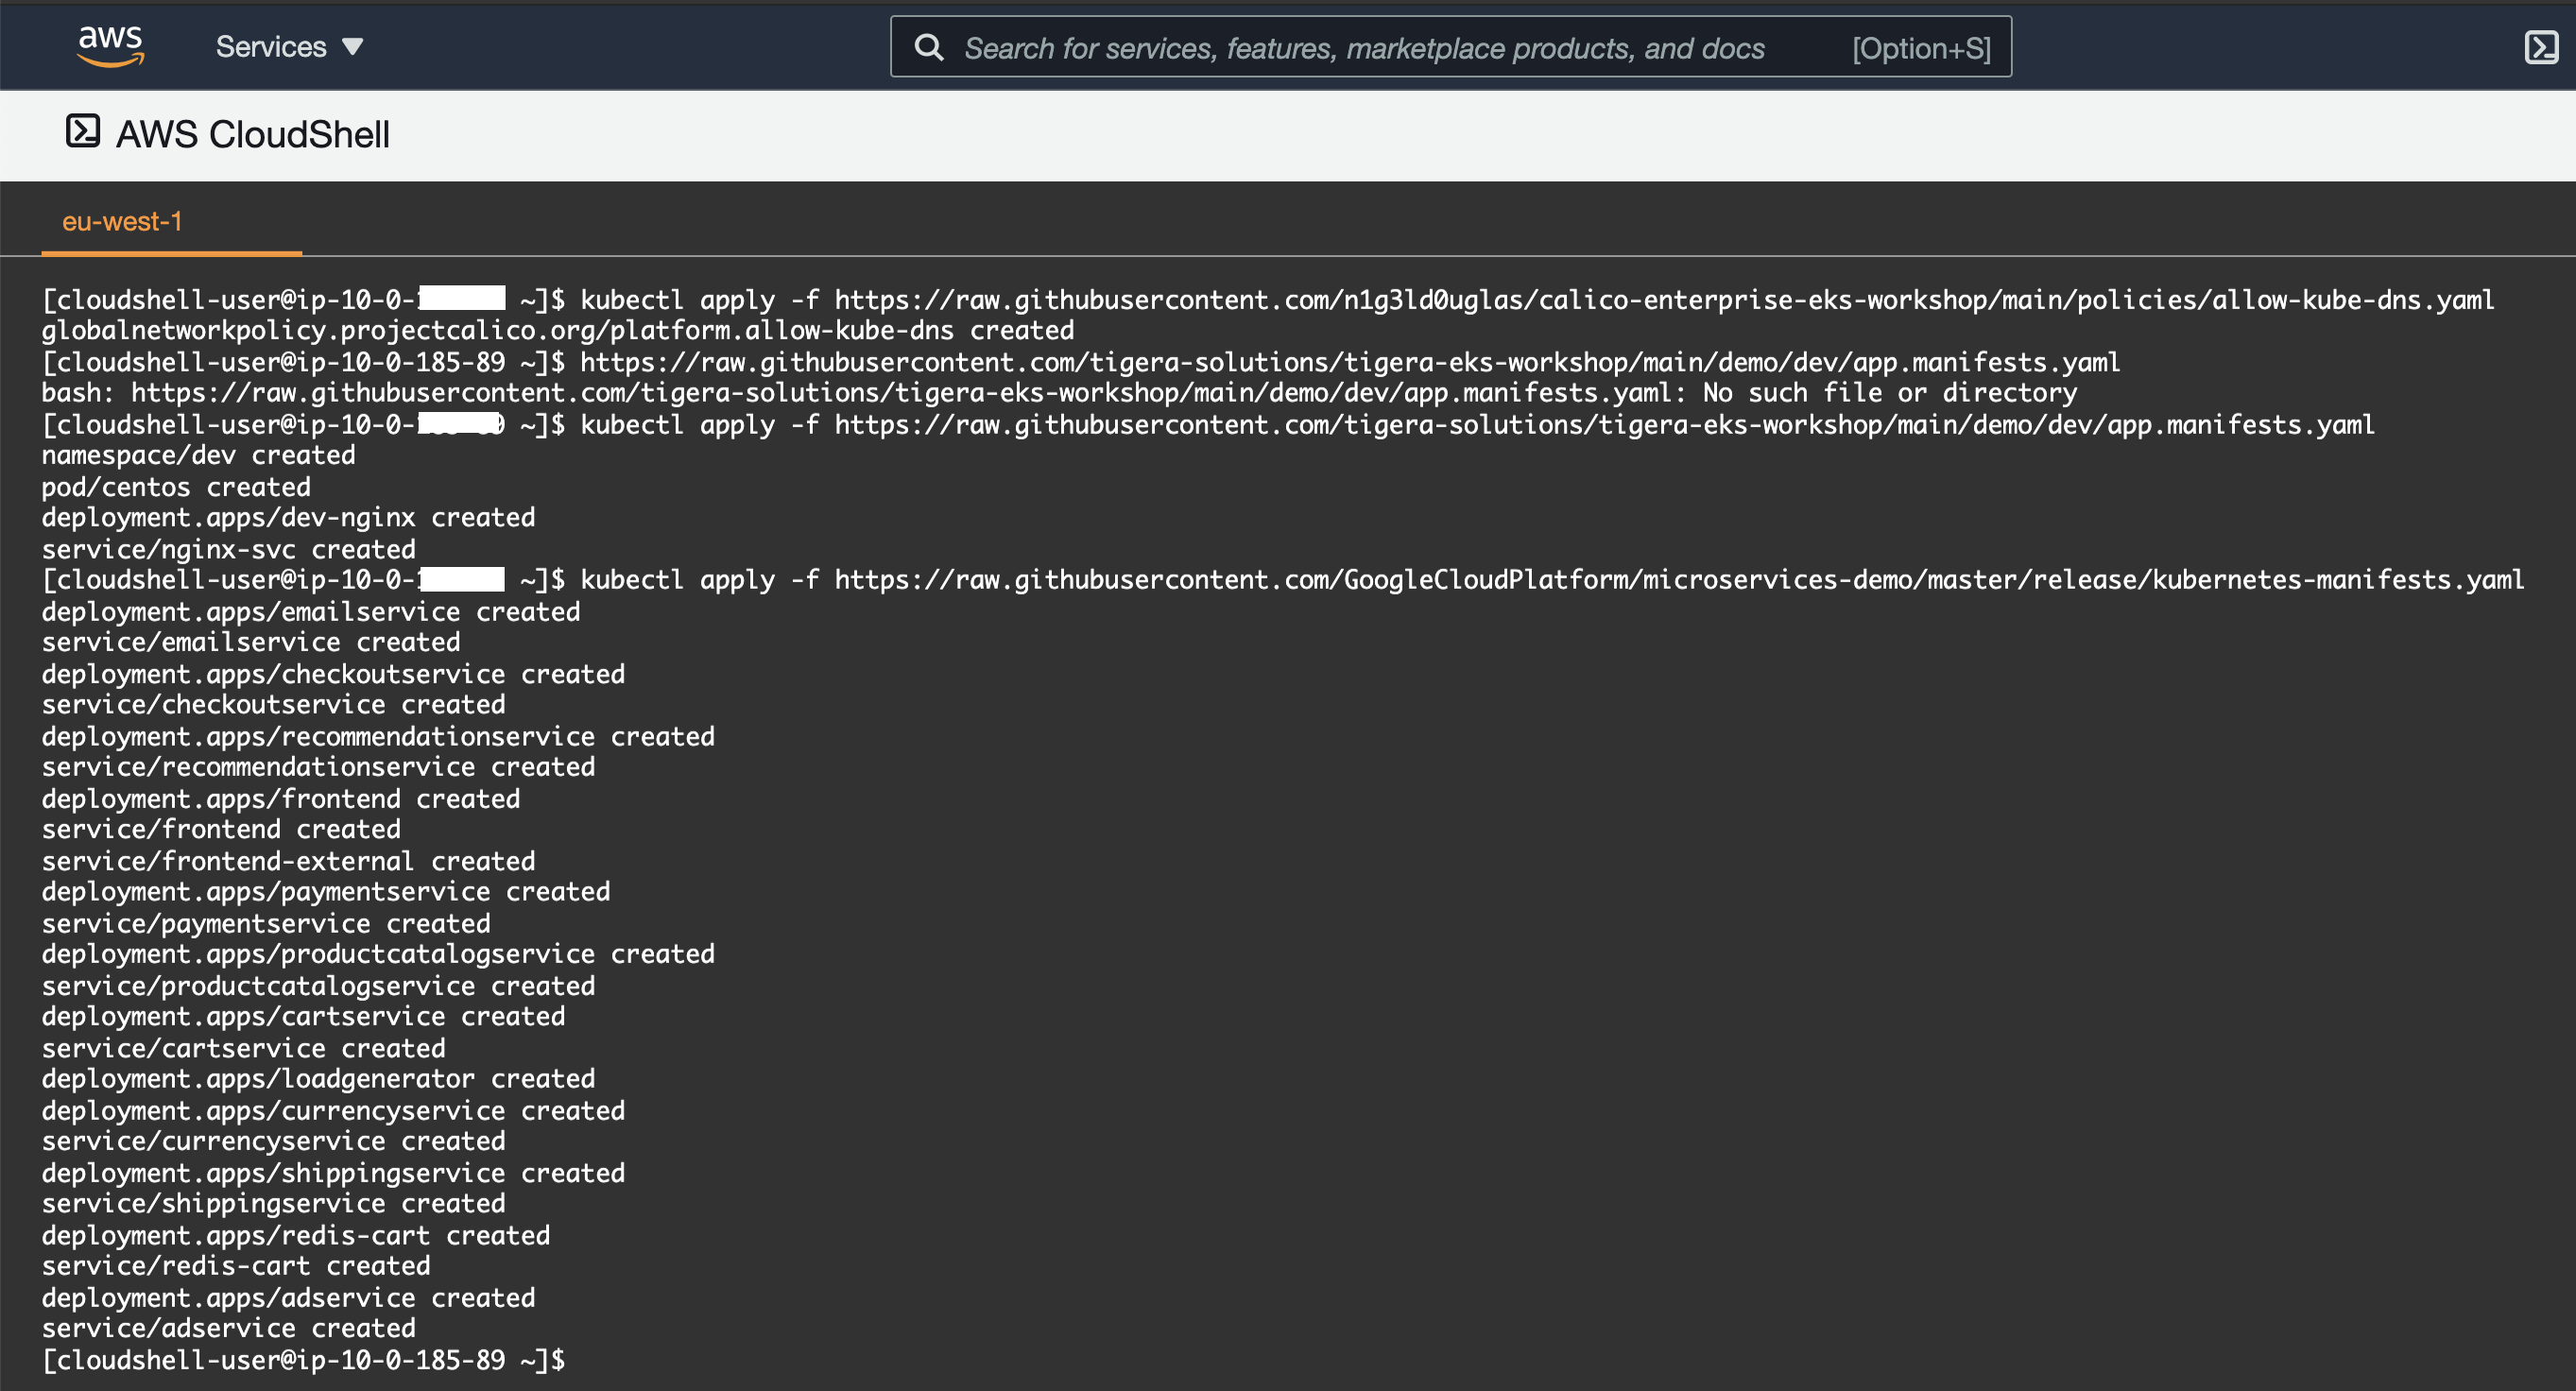 aws
Services
Search for services, features, marketplace products, and docs [Option+S]
AWS CloudShell
eu-west-1
[cloudshell-user@ip-10-0- ~]$ kubectl apply -f https://raw.githubusercontent.com/n1g3ld0uglas/calico-enterprise-eks-workshop/main/policies/allow-kube-dns.yaml
globalnetworkpolicy.projectcalico.org/platform.allow-kube-dns created
[cloudshell-user@ip-10-0-185-89 ~]$ https://raw.githubusercontent.com/tigera-solutions/tigera-eks-workshop/main/demo/dev/app.manifests.yaml
bash: https://raw.githubusercontent.com/tigera-solutions/tigera-eks-workshop/main/demo/dev/app.manifests.yaml: No such file or directory
[cloudshell-user@ip-10-0- ~]$ kubectl apply -f https://raw.githubusercontent.com/tigera-solutions/tigera-eks-workshop/main/demo/dev/app.manifests.yaml
namespace/dev created
pod/centos created
deployment.apps/dev-nginx created
service/nginx-svc created
[cloudshell-user@ip-10-0- ~]$ kubectl apply -f https://raw.githubusercontent.com/GoogleCloudPlatform/microservices-demo/master/release/kubernetes-manifests.yaml
deployment.apps/emailservice created
service/emailservice created
deployment.apps/checkoutservice created
service/checkoutservice created
deployment.apps/recommendationservice created
service/recommendationservice created
deployment.apps/frontend created
service/frontend created
service/frontend-external created
deployment.apps/paymentservice created
service/paymentservice created
deployment.apps/productcatalogservice created
service/productcatalogservice created
deployment.apps/cartservice created
service/cartservice created
deployment.apps/loadgenerator created
deployment.apps/currencyservice created
service/currencyservice created
deployment.apps/shippingservice created
service/shippingservice created
deployment.apps/redis-cart created
service/redis-cart created
deployment.apps/adservice created
service/adservice created
[cloudshell-user@ip-10-0-185-89 ~]$